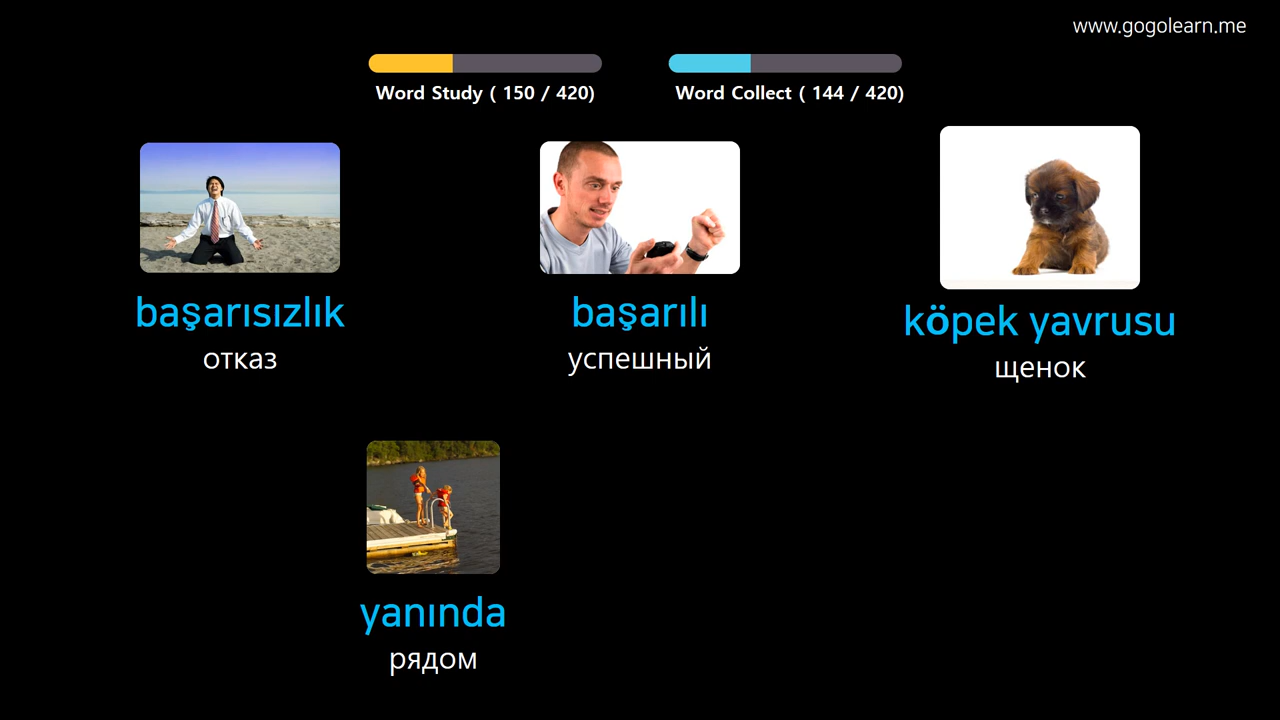 www.gogolearn.me
Word Study ( 150 / 420)
Word Collect ( 144 / 420)
başarısızlık
отказ
başarılı
успешный
köpek yavrusu
щенок
yanında
рядом